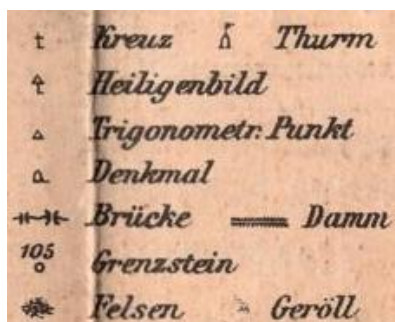 Kreuz Thurm
Heiligenbild
Trigonometr. Punkt
Denkmal
Brücke Damm
105 Grenzstein
Felsen Geröll